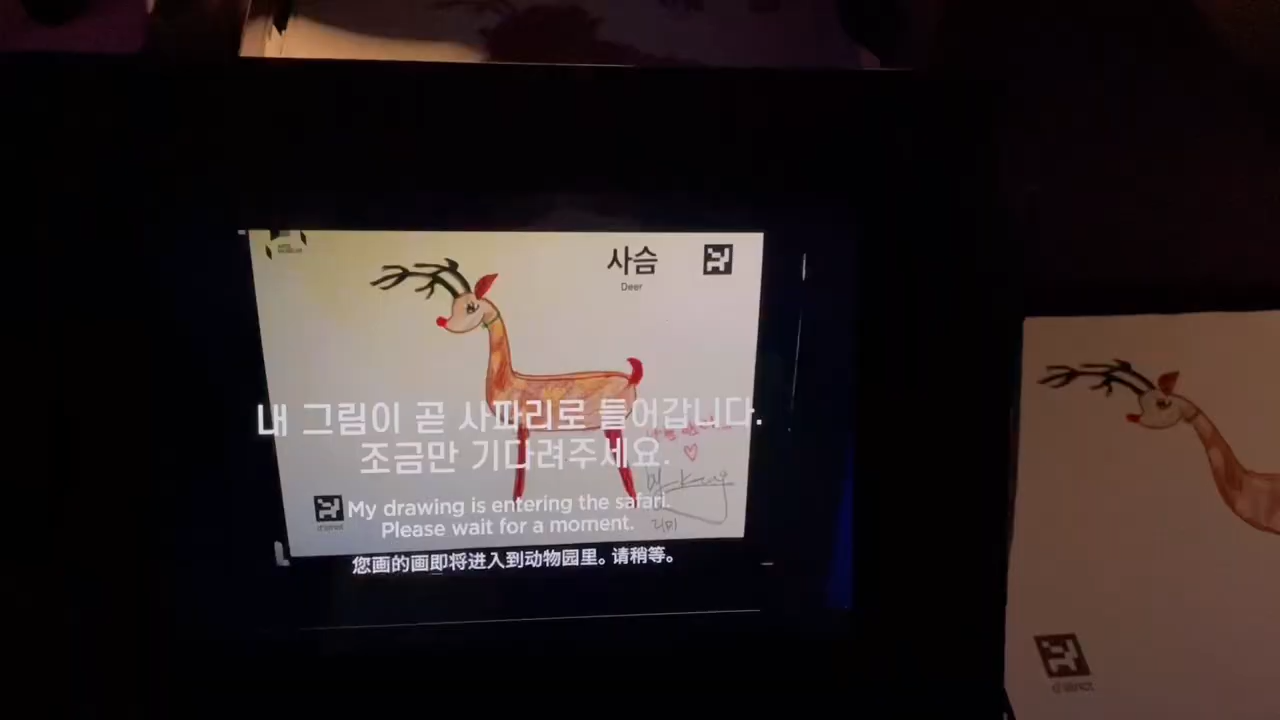 사슴
Deer
내 그림이 곧 사파리로 들어갑니다.
조금만 기다려주세요.
My drawing is entering the safari.
Please wait for a moment.
您画的画即将进入到动物园里。请稍等。
d'strict
d'strict